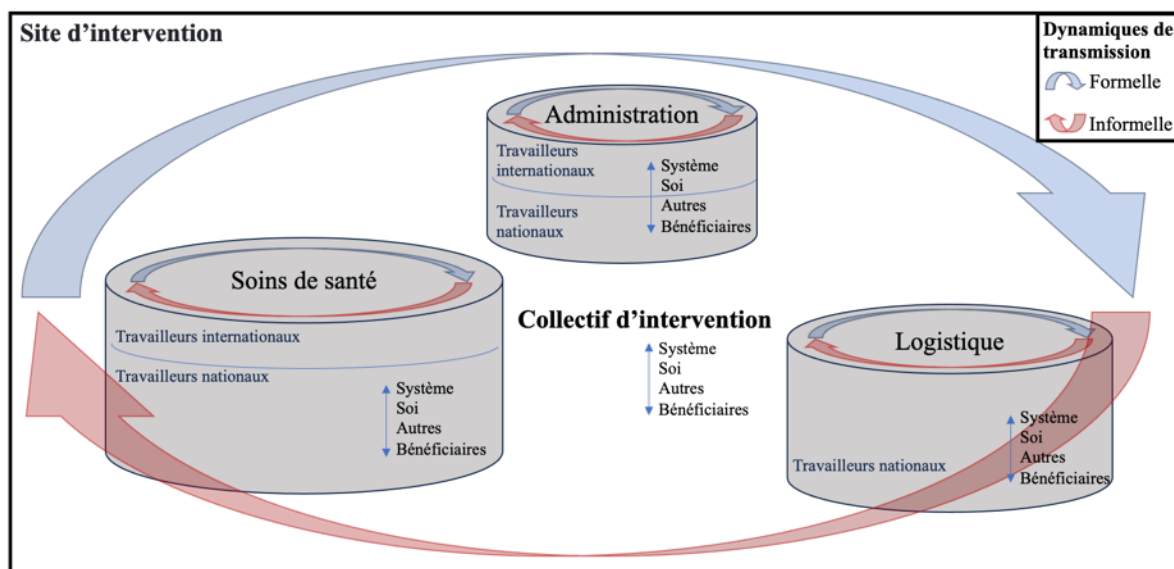 Site d’intervention
Dynamiques de
transmission
Formelle
Informelle
Administration
Travailleurs
internationaux
Travailleurs
nationaux
Système
Soi
Autres
Bénéficiaires
Soins de santé
Travailleurs internationaux
Travailleurs nationaux
Système
Soi
Autres
Bénéficiaires
Collectif d’intervention
Système
Soi
Autres
Bénéficiaires
Logistique
Travailleurs nationaux
Système
Soi
Autres
Bénéficiaires